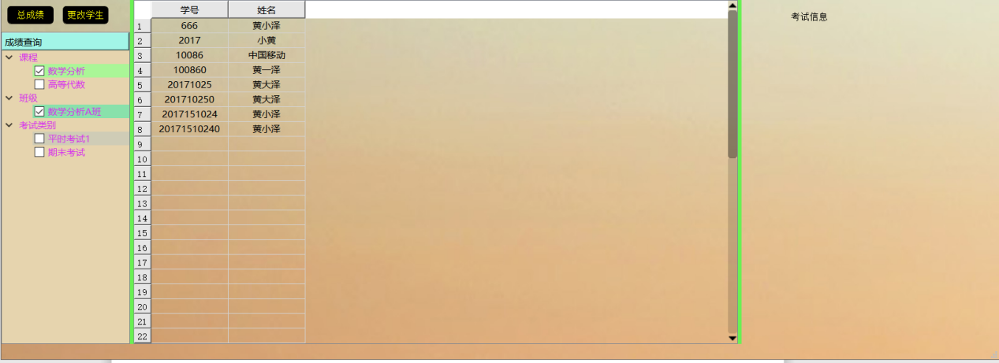 总成绩 更改学生
成绩查询
课程
数学分析
高等代数
班级
数学分析A班
考试类别
平时考试1
期末考试
学号 姓名
1 666 黄小泽
2 2017 小黄
3 10086 中国移动
4 100860 黄一泽
5 20171025 黄大泽
6 201710250 黄大泽
7 2017151024 黄小泽
8 20171510240 黄小泽
9
10
11
12
13
14
15
16
17
18
19
20
21
22
考试信息